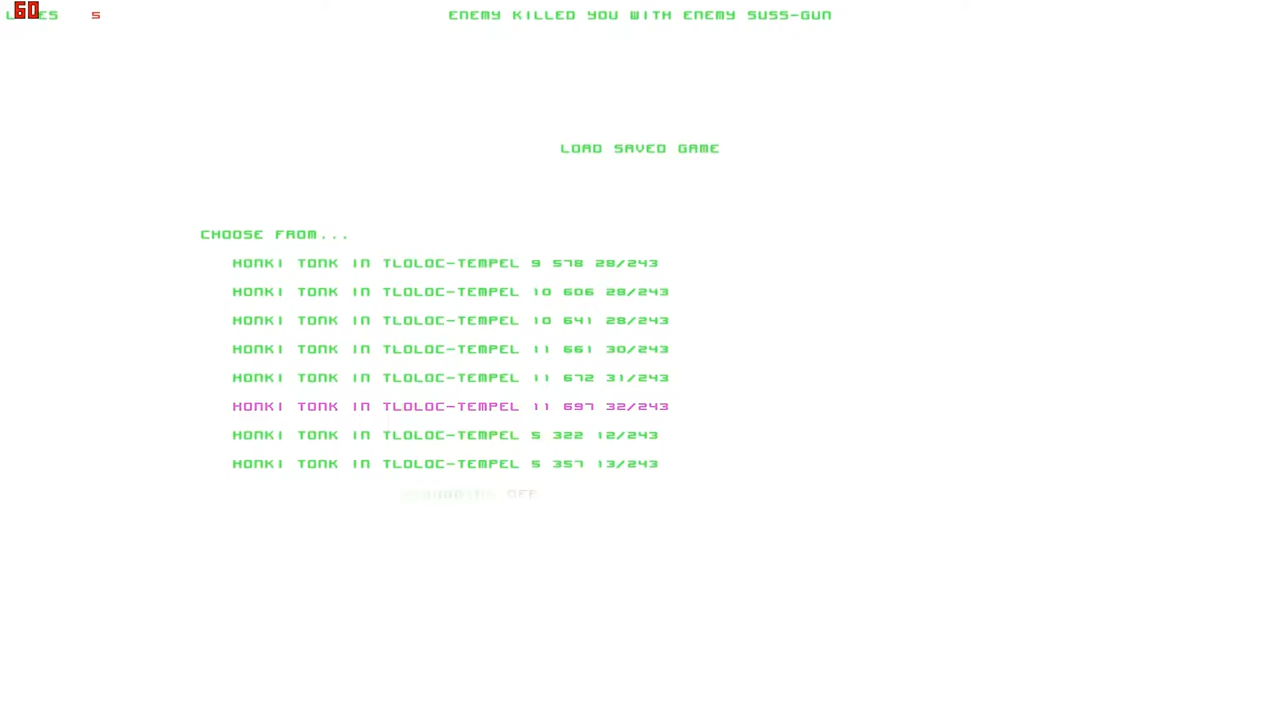 60 ES 5
ENEMY KILLED YOU WITH ENEMY SUSS-GUN
LOAD SAVED GAME
CHOOSE FROM...
HONKI TONK IN TLOLOC-TEMPEL 9 578 28/243
HONKI TONK IN TLOLOC-TEMPEL 10 606 28/243
HONKI TONK IN TLOLOC-TEMPEL 10 641 28/243
HONKI TONK IN TLOLOC-TEMPEL 11 661 30/243
HONKI TONK IN TLOLOC-TEMPEL 11 672 31/243
HONKI TONK IN TLOLOC-TEMPEL 11 697 32/243
HONKI TONK IN TLOLOC-TEMPEL 5 322 12/243
HONKI TONK IN TLOLOC-TEMPEL 5 357 13/243
OFF